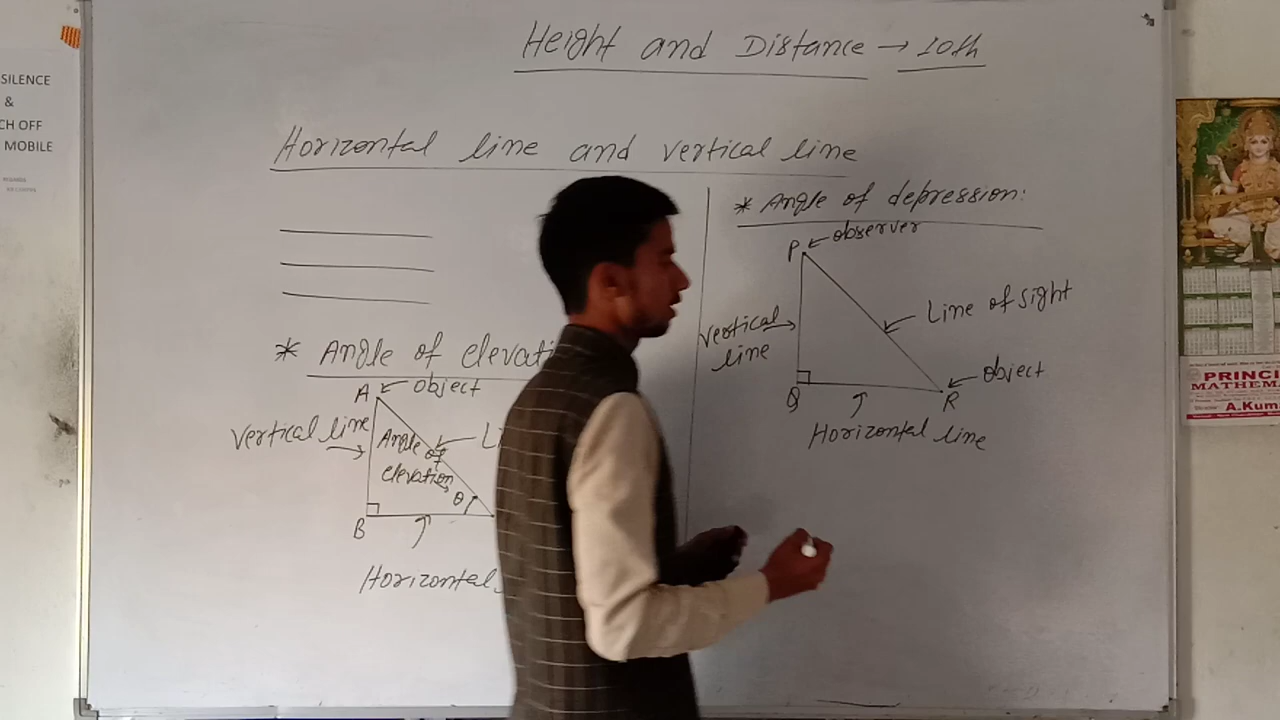 Height and Distance → 10th
SILENCE
&
CH OFF
MOBILE
Horizontal line and vertical line
* Angle of elevati
A ← object
vertical line
Angle of elevation
θ
B
Horizontal
* Angle of depression:
P ← observer
Line of sight
vertical line
object
Q
R
Horizontal line
PRINCI
MATHEM
A.Kum